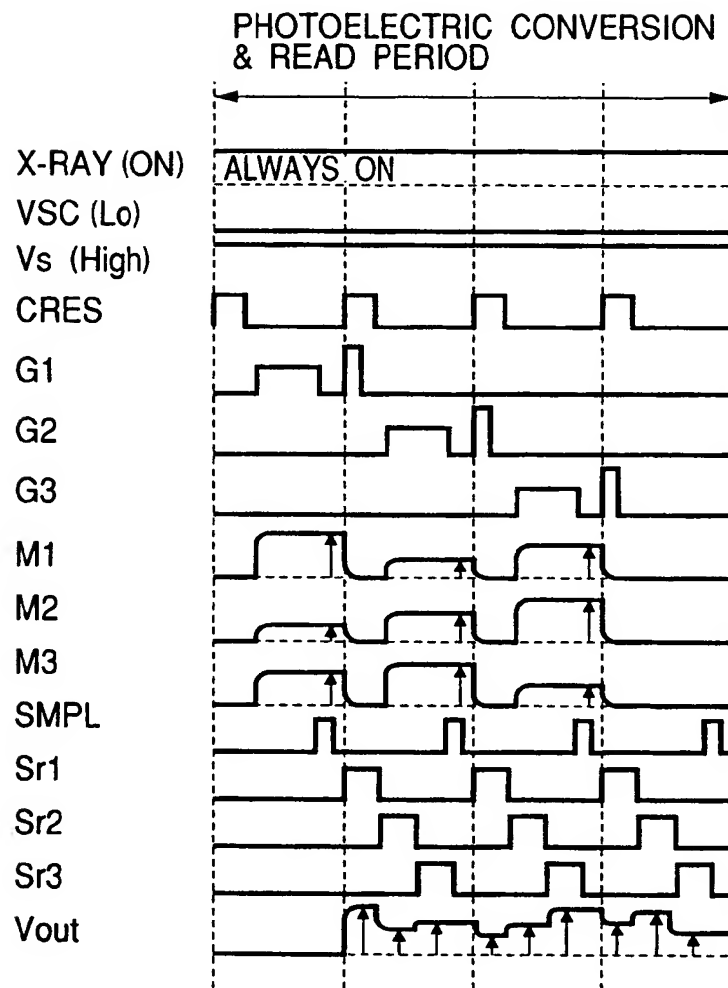 PHOTOELECTRIC CONVERSION
& READ PERIOD
X-RAY (ON)
ALWAYS ON
VSC (Lo)
Vs (High)
CRES
G1
G2
G3
M1
M2
M3
SMPL
Sr1
Sr2
Sr3
Vout